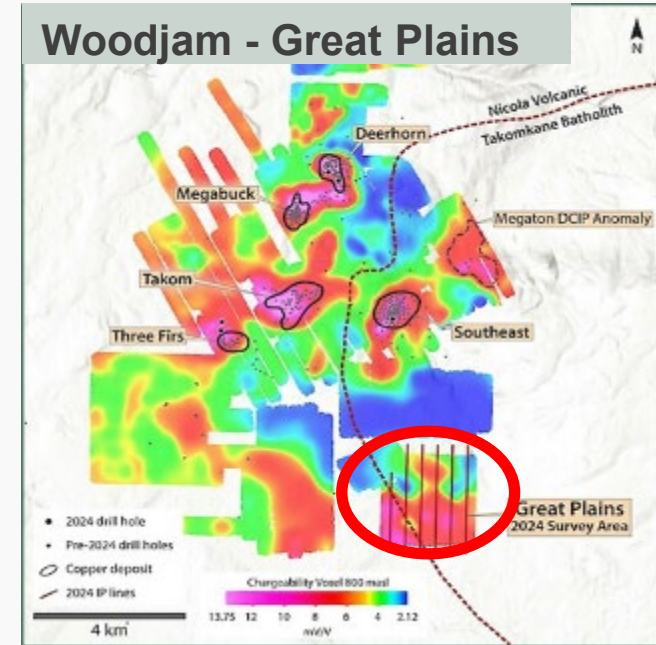 Woodjam - Great Plains
N
Nicola Volcanic
Takomkane Batholith
Deerhorn
Megabuck
Megaton DCIP Anomaly
Takom
Three Firs
Southeast
Great Plains
2024 Survey Area
2024 drill hole
Pre-2024 drill holes
Copper deposit
2024 IP lines
4 km
Chargeability Voxel 800 masl
13.75 12 10 8 6 4 2.12
mV/V